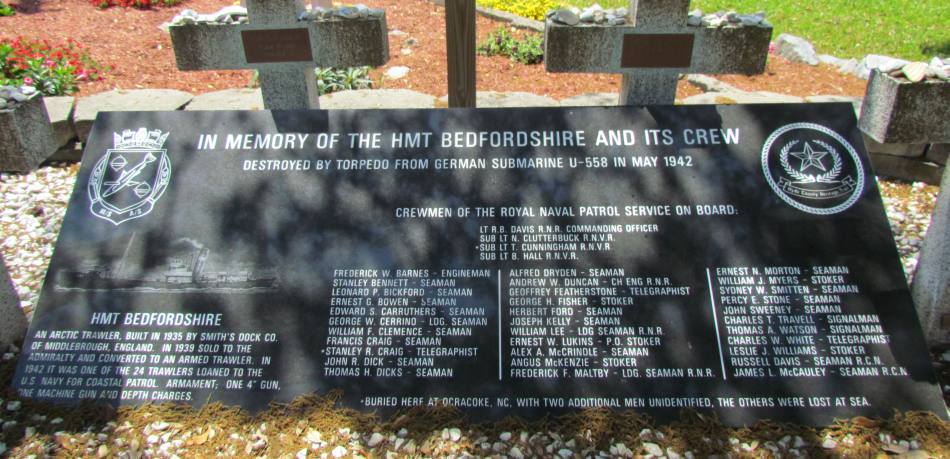 IN MEMORY OF THE HMT BEDFORDSHIRE AND ITS CREW
DESTROYED BY TORPEDO FROM GERMAN SUBMARINE U-558 IN MAY 1942
CREWMEN OF THE ROYAL NAVAL PATROL SERVICE ON BOARD:
LT R.B. DAVIS R.N.R. COMMANDING OFFICER
SUB LT N. CLUTTERBUCK R.N.V.R.
*SUB LT T. CUNNINGHAM R.N.V.R.
SUB LT B. HALL R.N.V.R.
FREDERICK W. BARNES - ENGINEMAN
STANLEY BENNETT - SEAMAN
LEONARD P. BICKFORD - SEAMAN
ERNEST G. BOWEN - SEAMAN
EDWARD S. CARRUTHERS - SEAMAN
GEORGE W. CERRINO - LDG. SEAMAN
WILLIAM F. CLEMENCE - SEAMAN
FRANCIS CRAIG - SEAMAN
*STANLEY R. CRAIG - TELEGRAPHIST
JOHN R. DICK - SEAMAN
THOMAS H. DICKS - SEAMAN
ALFRED DRYDEN - SEAMAN
ANDREW W. DUNCAN - CH ENG R.N.R.
GEOFFREY FEATHERSTONE - TELEGRAPHIST
GEORGE H. FISHER - STOKER
HERBERT FORD - SEAMAN
JOSEPH KELLY - SEAMAN
WILLIAM LEE - LDG SEAMAN R.N.R.
ERNEST W. LUKINS - P.O. STOKER
ALEX A. McCRINDLE - SEAMAN
ANGUS McKENZIE - STOKER
FREDERICK F. MALTBY - LDG. SEAMAN R.N.R.
ERNEST N. MORTON - SEAMAN
WILLIAM J. MYERS - STOKER
SYDNEY W. SMITTEN - SEAMAN
PERCY E. STONE - SEAMAN
JOHN SWEENEY - SEAMAN
CHARLES T. TRAVELL - SIGNALMAN
THOMAS A. WATSON - SIGNALMAN
CHARLES W. WHITE - TELEGRAPHIST
LESLIE J. WILLIAMS - STOKER
RUSSELL DAVIS - SEAMAN R.C.N.
JAMES L. McCAULEY - SEAMAN R.C.N
HMT BEDFORDSHIRE
AN ARCTIC TRAWLER, BUILT IN 1935 BY SMITH'S DOCK CO.
OF MIDDLEBROUGH, ENGLAND. IN 1939 SOLD TO THE
ADMIRALTY AND CONVERTED TO AN ARMED TRAWLER. IN
1942 IT WAS ONE OF THE 24 TRAWLERS LOANED TO THE
U.S. NAVY FOR COASTAL PATROL. ARMAMENT; ONE 4" GUN,
ONE MACHINE GUN AND DEPTH CHARGES.
*BURIED HERE AT OCRACOKE, NC, WITH TWO ADDITIONAL MEN UNIDENTIFIED, THE OTHERS WERE LOST AT SEA.